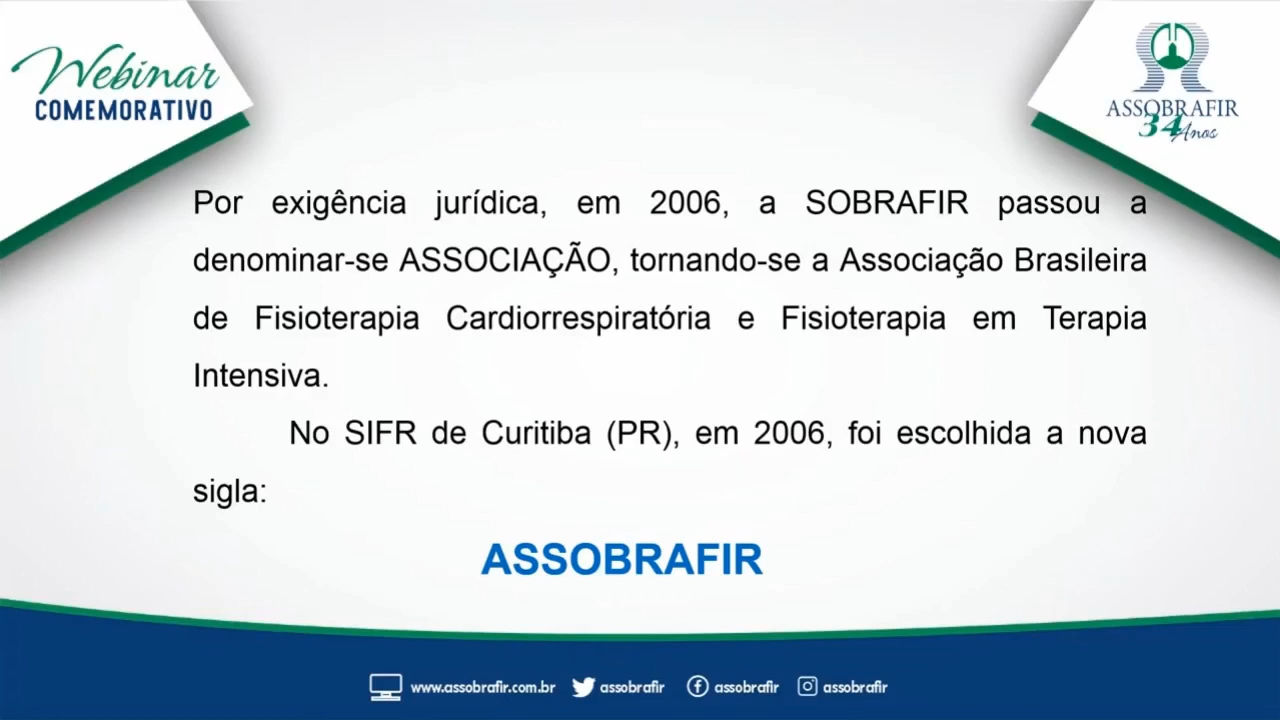 Webinar
COMEMORATIVO
ASSOBRAFIR
34 Anos
Por exigência jurídica, em 2006, a SOBRAFIR passou a
denominar-se ASSOCIAÇÃO, tornando-se a Associação Brasileira
de Fisioterapia Cardiorrespiratória e Fisioterapia em Terapia
Intensiva.
No SIFR de Curitiba (PR), em 2006, foi escolhida a nova
sigla:
ASSOBRAFIR
www.assobrafir.com.br assobrafir assobrafir assobrafir